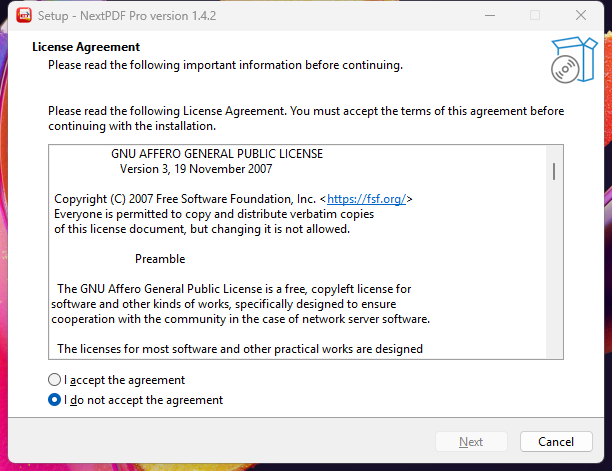 Setup - NextPDF Pro version 1.4.2
License Agreement
Please read the following important information before continuing.
Please read the following License Agreement. You must accept the terms of this agreement before
continuing with the installation.
GNU AFFERO GENERAL PUBLIC LICENSE
Version 3, 19 November 2007
Copyright (C) 2007 Free Software Foundation, Inc. <https://fsf.org/>
Everyone is permitted to copy and distribute verbatim copies
of this license document, but changing it is not allowed.
Preamble
The GNU Affero General Public License is a free, copyleft license for
software and other kinds of works, specifically designed to ensure
cooperation with the community in the case of network server software.
The licenses for most software and other practical works are designed
I accept the agreement
I do not accept the agreement
Next
Cancel